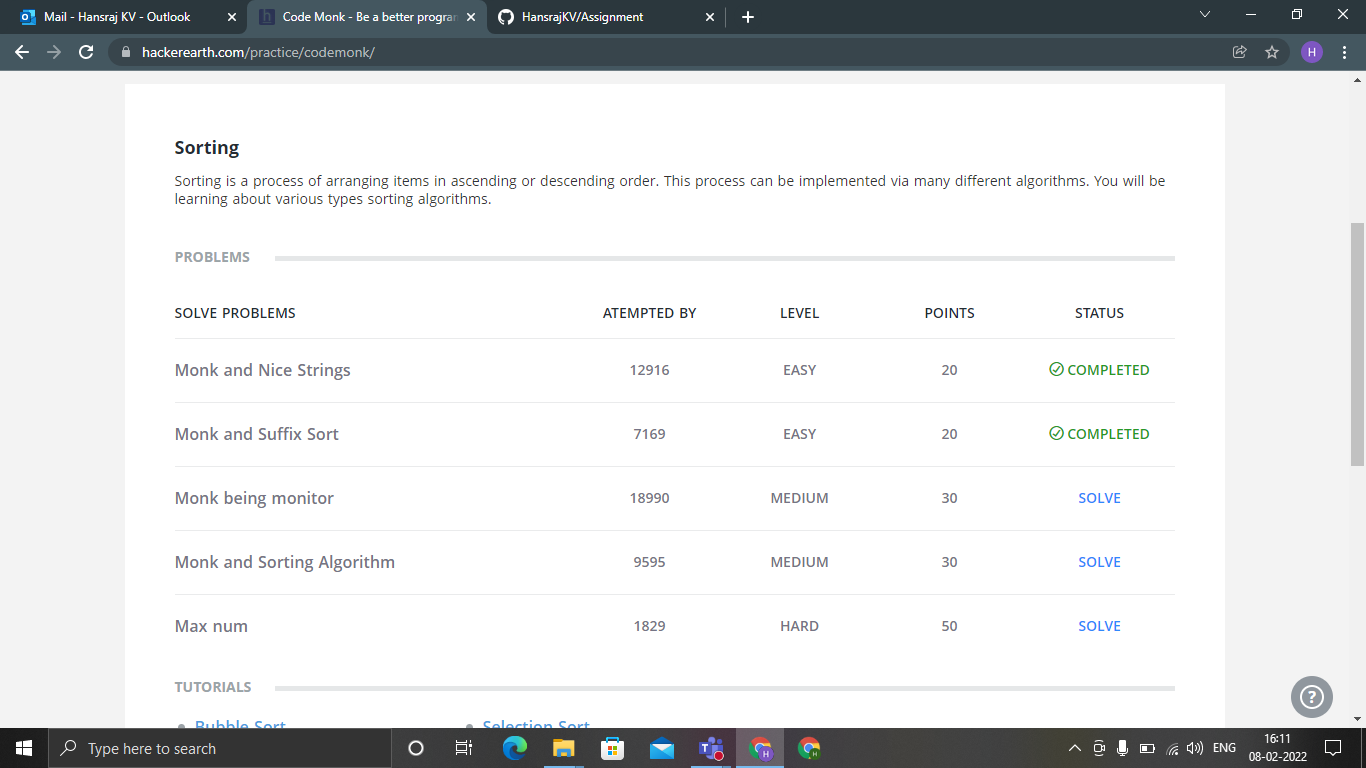 Mail - Hansraj KV - Outlook
Code Monk - Be a better program
HansrajKV/Assignment
hackerearth.com/practice/codemonk/
H
Sorting
Sorting is a process of arranging items in ascending or descending order. This process can be implemented via many different algorithms. You will be
learning about various types sorting algorithms.
PROBLEMS
SOLVE PROBLEMS ATEMPTED BY LEVEL POINTS STATUS
Monk and Nice Strings 12916 EASY 20 COMPLETED
Monk and Suffix Sort 7169 EASY 20 COMPLETED
Monk being monitor 18990 MEDIUM 30 SOLVE
Monk and Sorting Algorithm 9595 MEDIUM 30 SOLVE
Max num 1829 HARD 50 SOLVE
TUTORIALS
Bubble Sort Selection Sort
Type here to search
ENG
16:11
08-02-2022